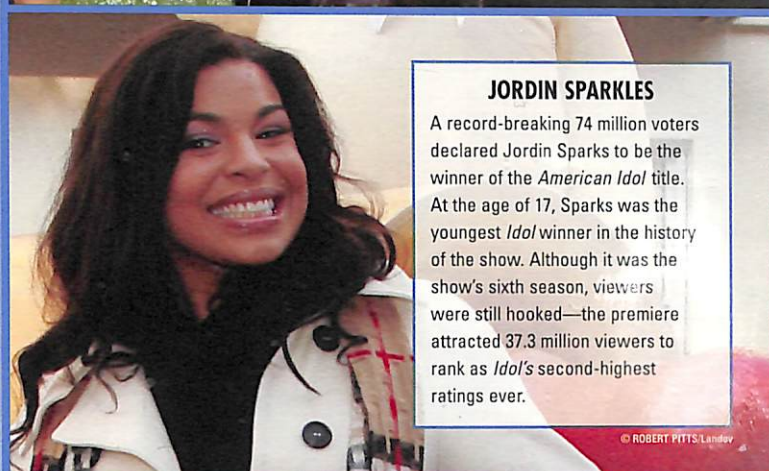 JORDIN SPARKLES
A record-breaking 74 million voters
declared Jordin Sparks to be the
winner of the American Idol title.
At the age of 17, Sparks was the
youngest Idol winner in the history
of the show. Although it was the
show's sixth season, viewers
were still hooked—the premiere
attracted 37.3 million viewers to
rank as Idol's second-highest
ratings ever.
© ROBERT PITTS/Landov